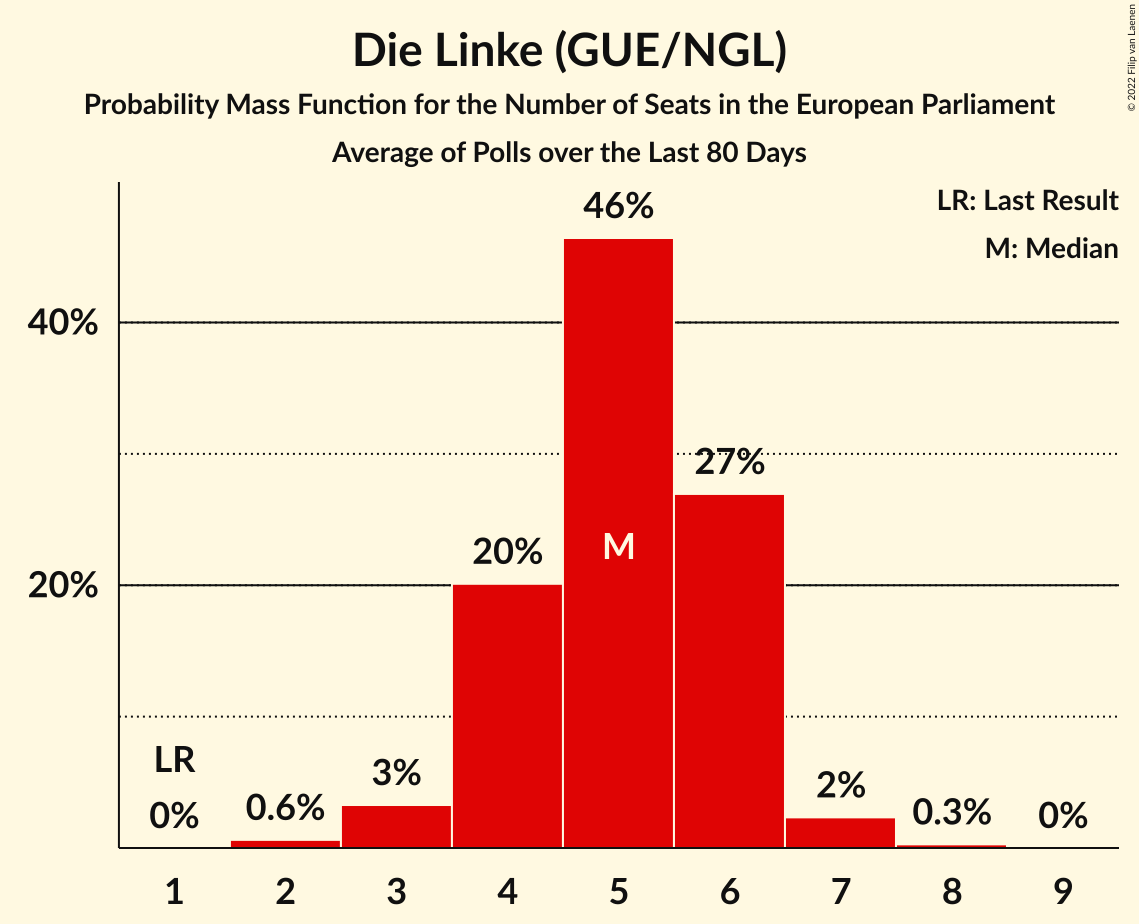 Die Linke (GUE/NGL)
Probability Mass Function for the Number of Seats in the European Parliament
Average of Polls over the Last 80 Days
© 2022 Filip van Laenen
LR: Last Result
M: Median
46%
40%
27%
M
20%
20%
LR
3%
2%
0%
0.6%
0.3%
0%
1 2 3 4 5 6 7 8 9